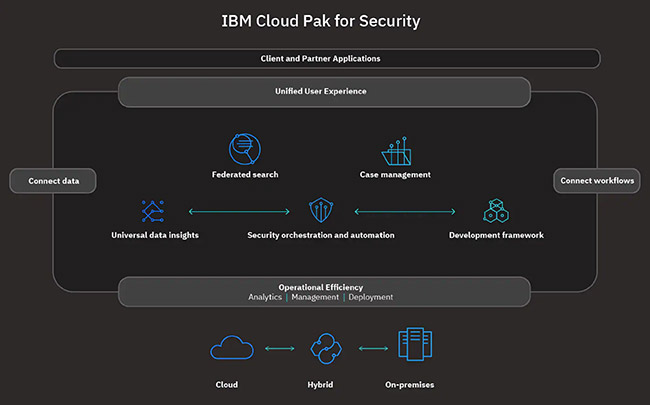 IBM Cloud Pak for Security
Client and Partner Applications
Unified User Experience
Federated search
Case management
Connect data
Connect workflows
Universal data insights
Security orchestration and automation
Development framework
Operational Efficiency
Analytics | Management | Deployment
Cloud
Hybrid
On-premises